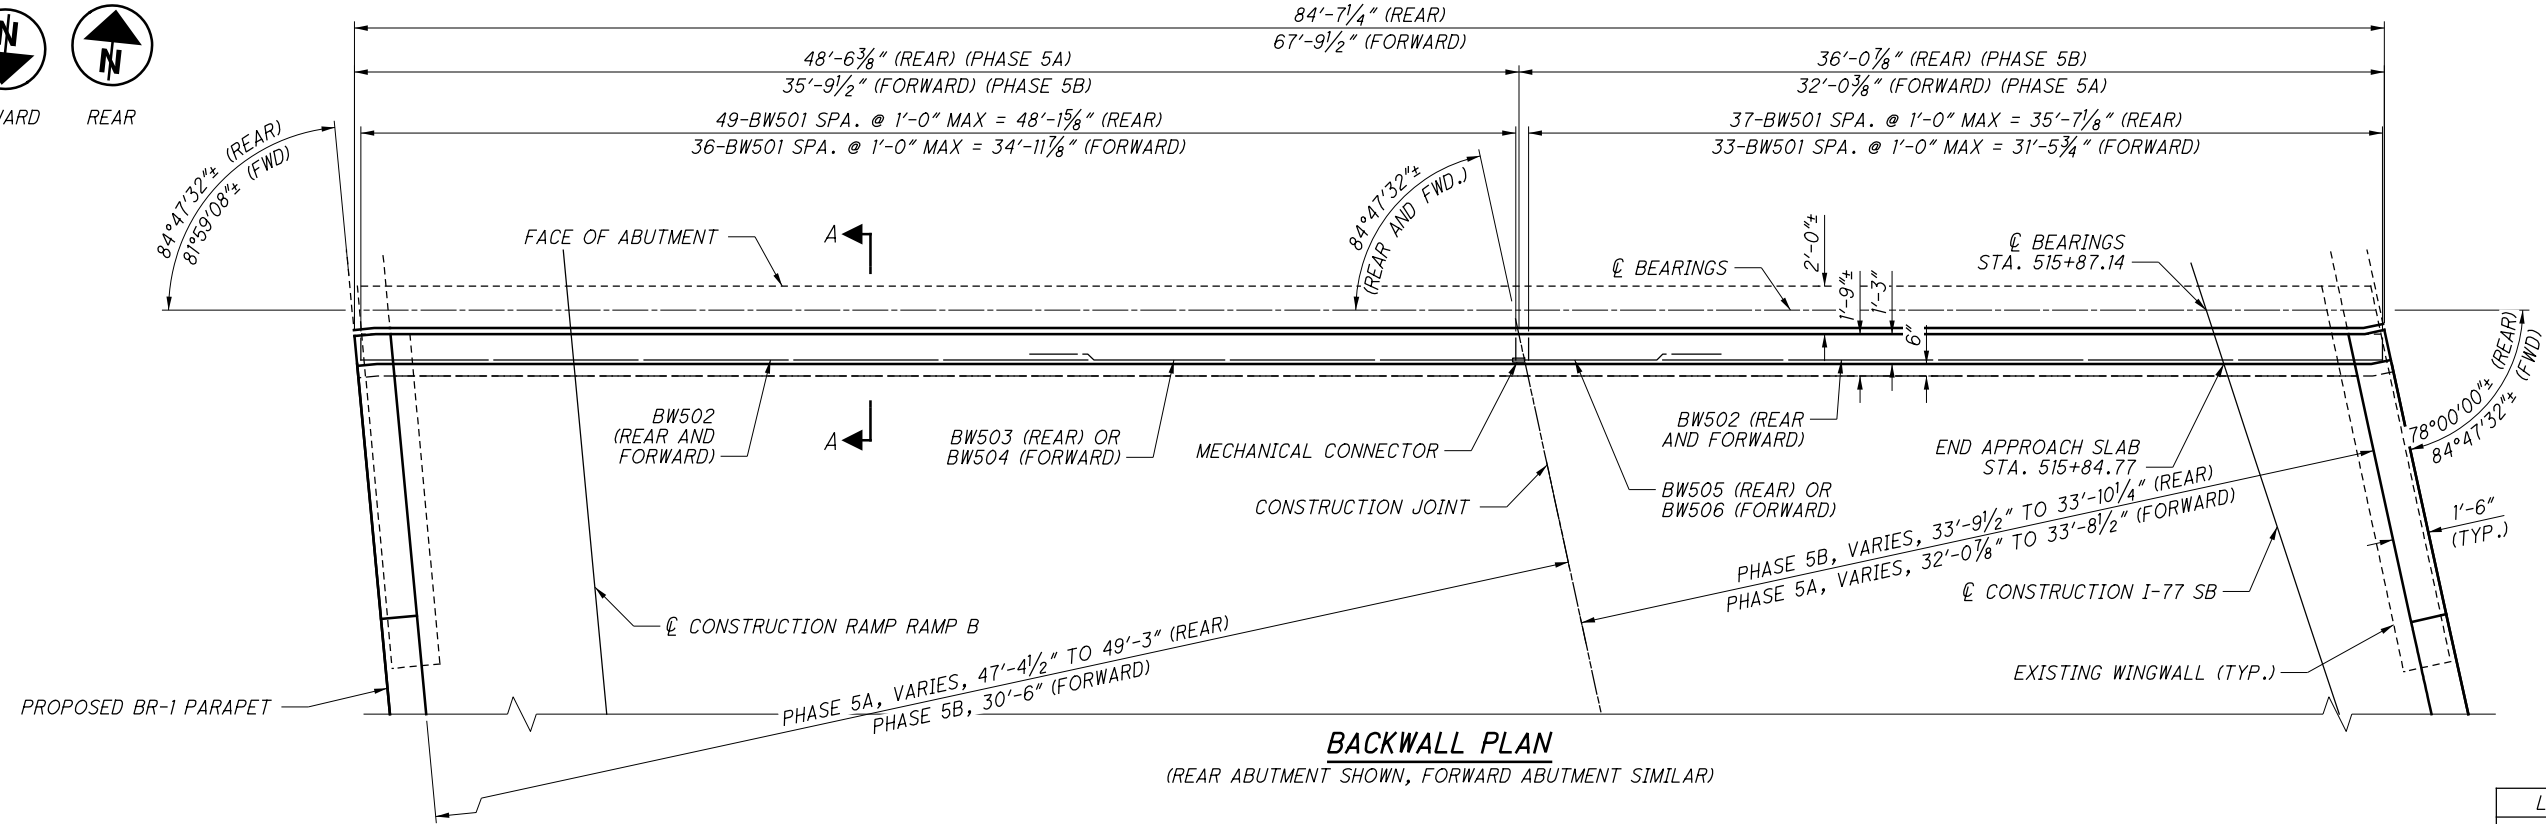 N
N
WARD
REAR
84'-7¼" (REAR)
67'-9½" (FORWARD)
48'-6⅜" (REAR) (PHASE 5A)
35'-9½" (FORWARD) (PHASE 5B)
36'-0⅞" (REAR) (PHASE 5B)
32'-0⅜" (FORWARD) (PHASE 5A)
49-BW501 SPA. @ 1'-0" MAX = 48'-1⅝" (REAR)
36-BW501 SPA. @ 1'-0" MAX = 34'-11⅞" (FORWARD)
37-BW501 SPA. @ 1'-0" MAX = 35'-7⅛" (REAR)
33-BW501 SPA. @ 1'-0" MAX = 31'-5¾" (FORWARD)
84°47'32"± (REAR)
81°59'08"± (FWD)
FACE OF ABUTMENT
A
84°47'32"±
(REAR AND FWD.)
℄ BEARINGS
2'-0"±
1'-9"±
1'-3"
6"
℄ BEARINGS
STA. 515+87.14
78°00'00"± (REAR)
84°47'32"± (FWD)
BW502
(REAR AND
FORWARD)
A
BW503 (REAR) OR
BW504 (FORWARD)
MECHANICAL CONNECTOR
CONSTRUCTION JOINT
BW502 (REAR
AND FORWARD)
BW505 (REAR) OR
BW506 (FORWARD)
END APPROACH SLAB
STA. 515+84.77
1'-6"
(TYP.)
PHASE 5B, VARIES, 33'-9½" TO 33'-10¼" (REAR)
PHASE 5A, VARIES, 32'-0⅞" TO 33'-8½" (FORWARD)
℄ CONSTRUCTION I-77 SB
℄ CONSTRUCTION RAMP RAMP B
PHASE 5A, VARIES, 47'-4½" TO 49'-3" (REAR)
PHASE 5B, 30'-6" (FORWARD)
EXISTING WINGWALL (TYP.)
PROPOSED BR-1 PARAPET
BACKWALL PLAN
(REAR ABUTMENT SHOWN, FORWARD ABUTMENT SIMILAR)
L